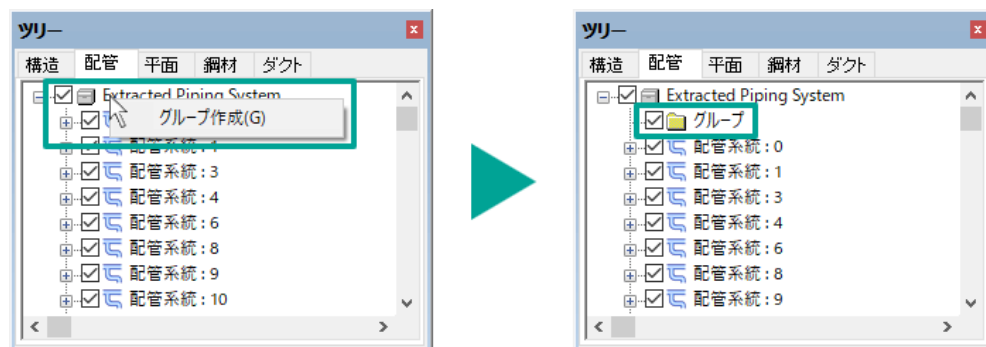 ツリー
構造 配管 平面 鋼材 ダクト
Extracted Piping System
グループ作成(G)
配管系統 : 1
配管系統 : 3
配管系統 : 4
配管系統 : 6
配管系統 : 8
配管系統 : 9
配管系統 : 10
ツリー
構造 配管 平面 鋼材 ダクト
Extracted Piping System
グループ
配管系統 : 0
配管系統 : 1
配管系統 : 3
配管系統 : 4
配管系統 : 6
配管系統 : 8
配管系統 : 9